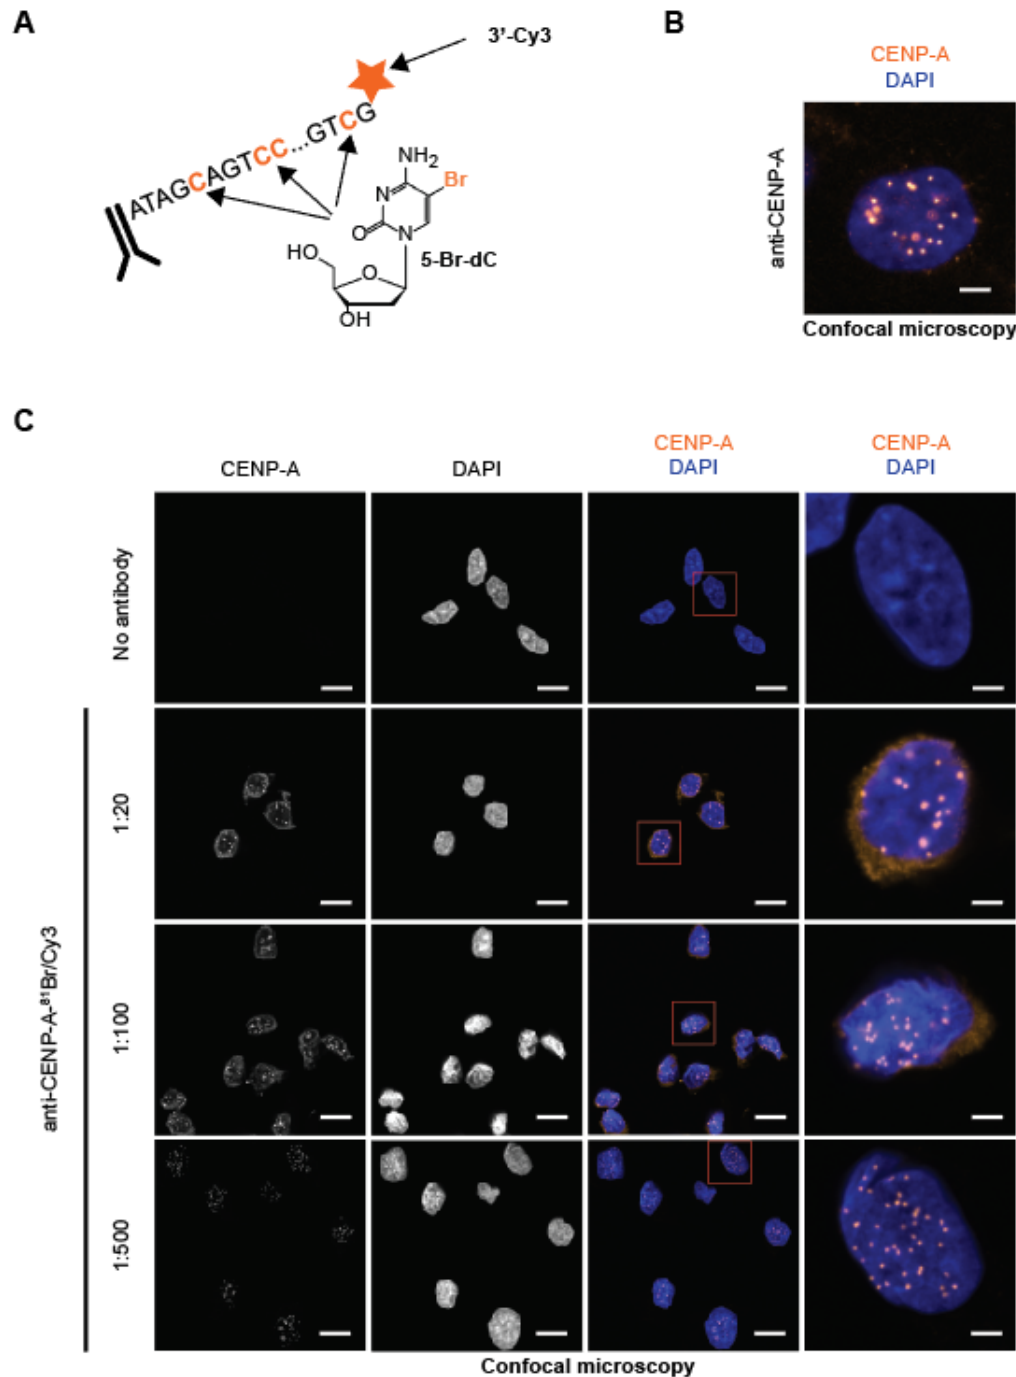 A
3'-Cy3
ATAGCAGTCC...GTCG
NH2
Br
N
O
N
5-Br-dC
HO
O
OH
B
CENP-A
DAPI
anti-CENP-A
Confocal microscopy
C
CENP-A
DAPI
CENP-A
DAPI
CENP-A
DAPI
No antibody
anti-CENP-A-⁸¹Br/Cy3
1:20
1:100
1:500
Confocal microscopy